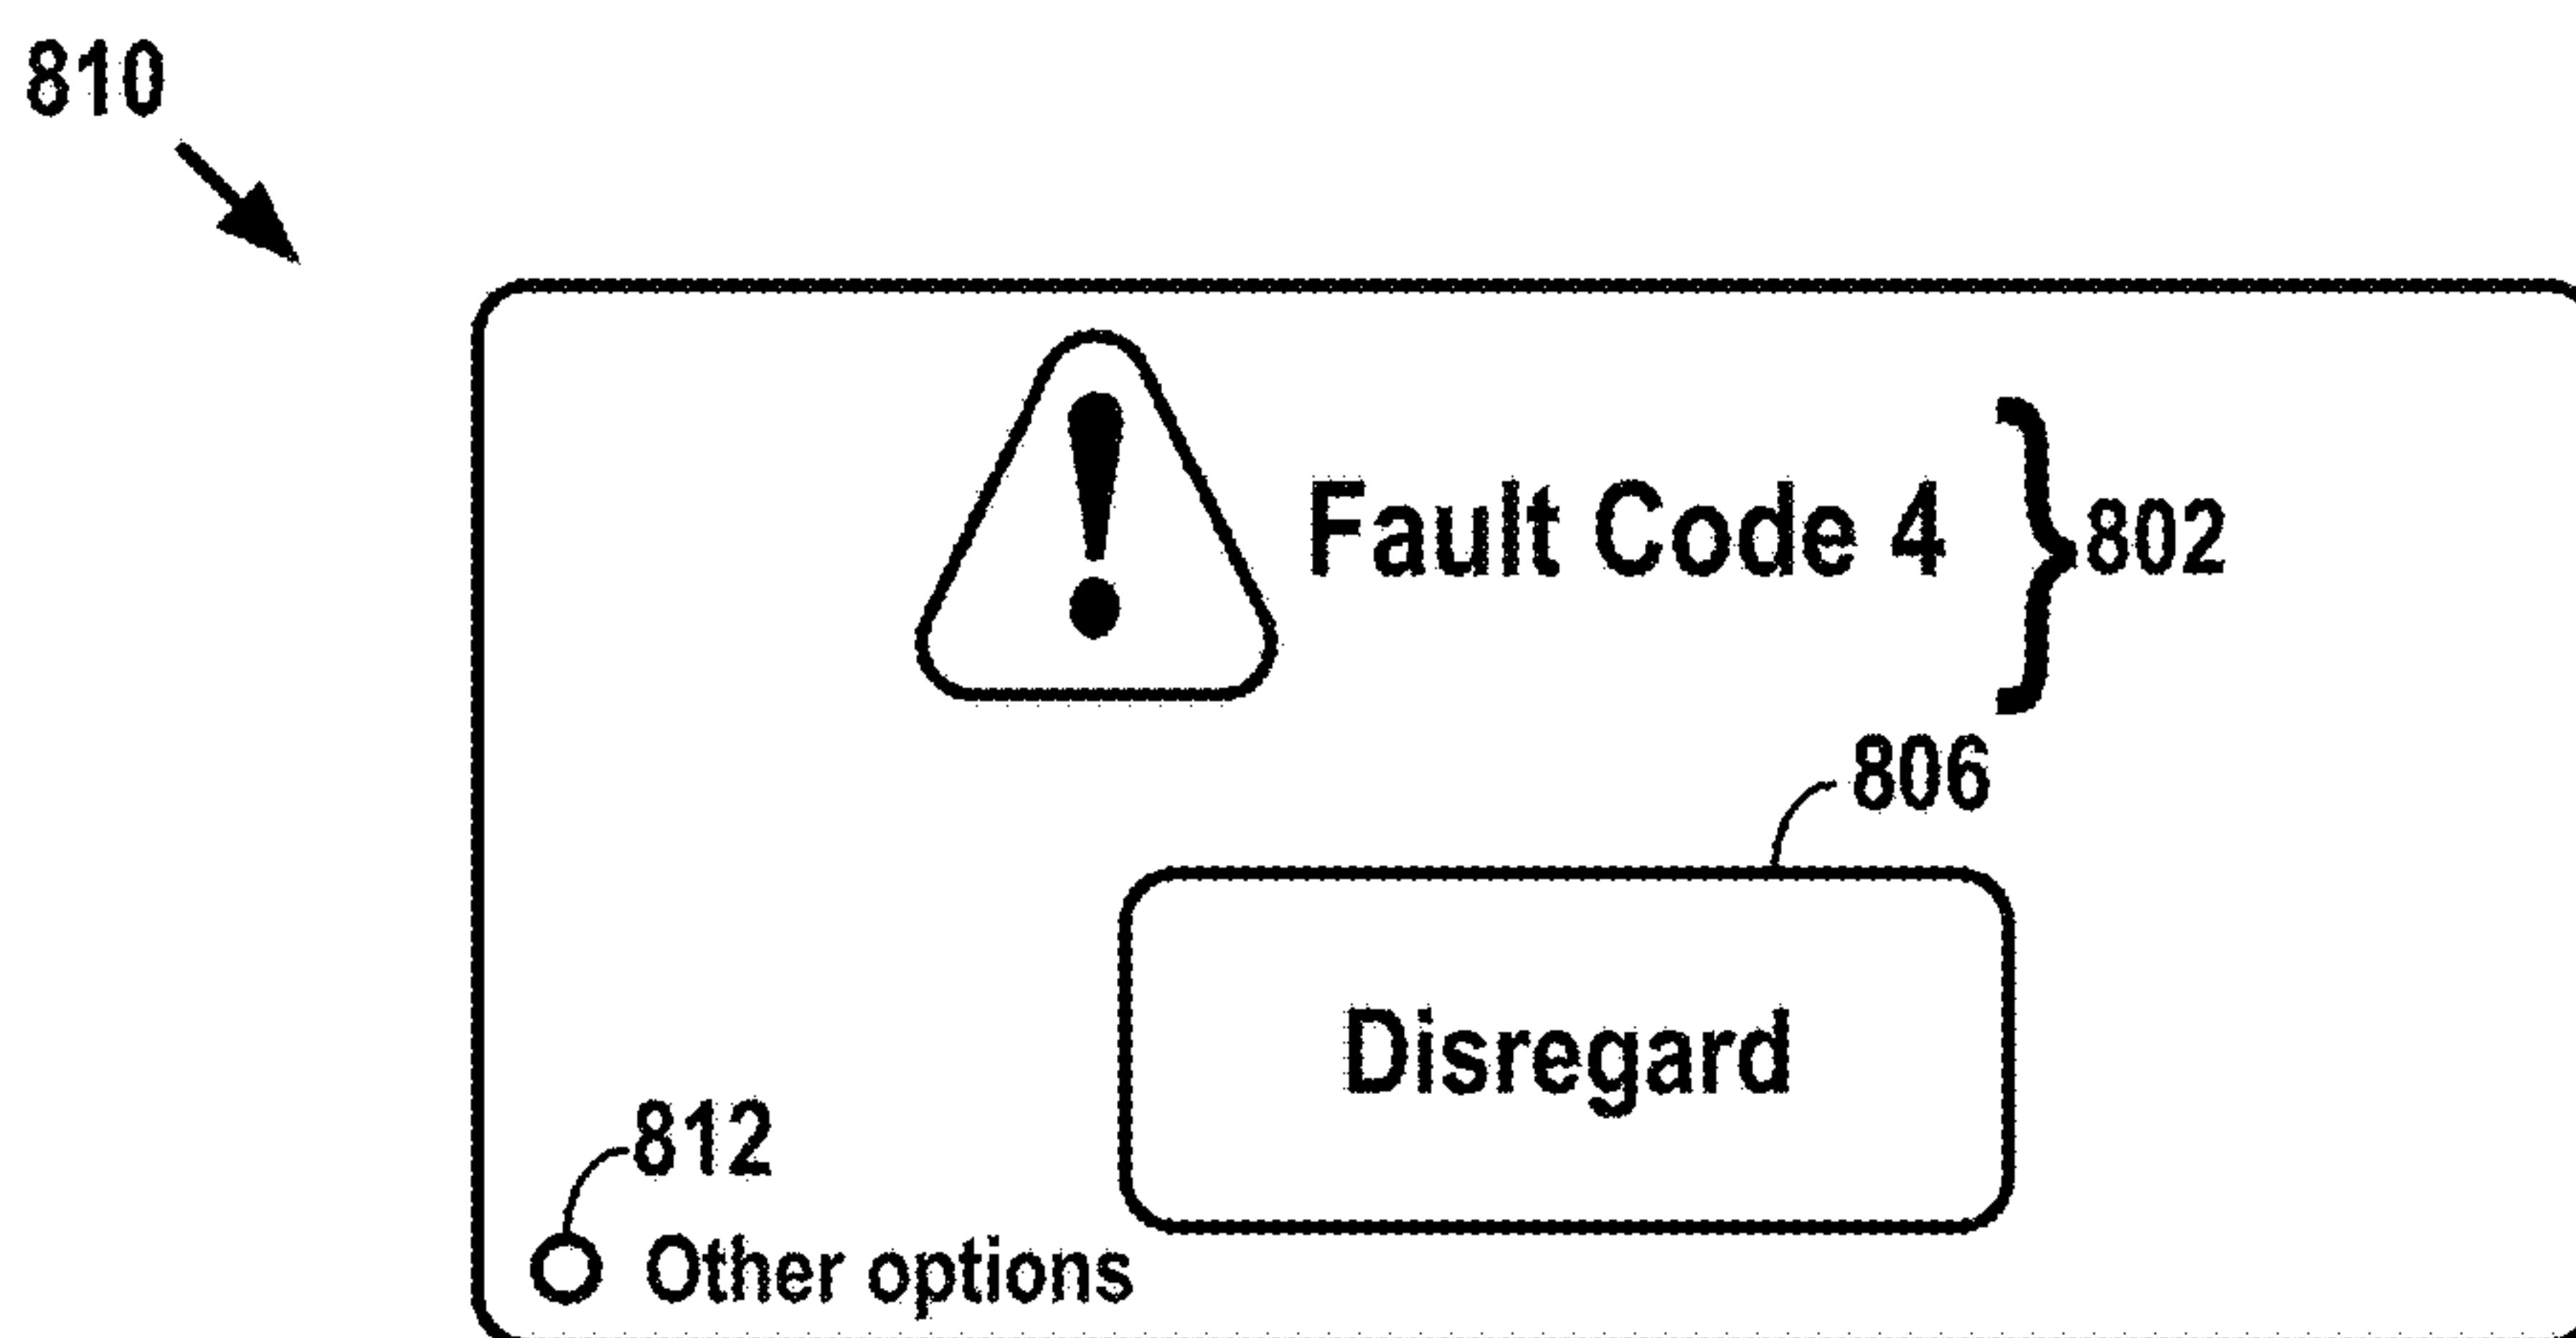 810
! Fault Code 4 }802
806
Disregard
812
Other options